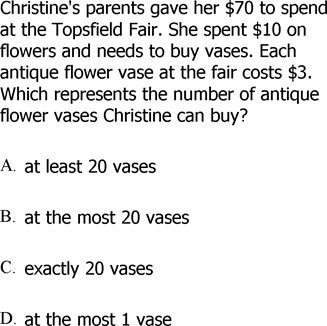 Christine's parents gave her $70 to spend
at the Topsfield Fair. She spent $10 on
flowers and needs to buy vases. Each
antique flower vase at the fair costs $3.
Which represents the number of antique
flower vases Christine can buy?
A. at least 20 vases
B. at the most 20 vases
C. exactly 20 vases
D. at the most 1 vase